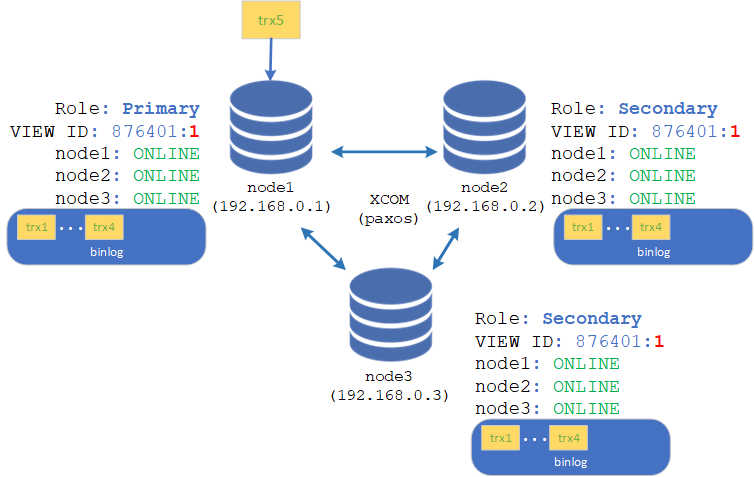 trx5
Role: Primary
VIEW ID: 876401:1
node1: ONLINE
node2: ONLINE
node3: ONLINE
trx1 ... trx4
binlog
node1
(192.168.0.1)
XCOM
(paxos)
node2
(192.168.0.2)
Role: Secondary
VIEW ID: 876401:1
node1: ONLINE
node2: ONLINE
node3: ONLINE
trx1 ... trx4
binlog
node3
(192.168.0.3)
Role: Secondary
VIEW ID: 876401:1
node1: ONLINE
node2: ONLINE
node3: ONLINE
trx1 ... trx4
binlog